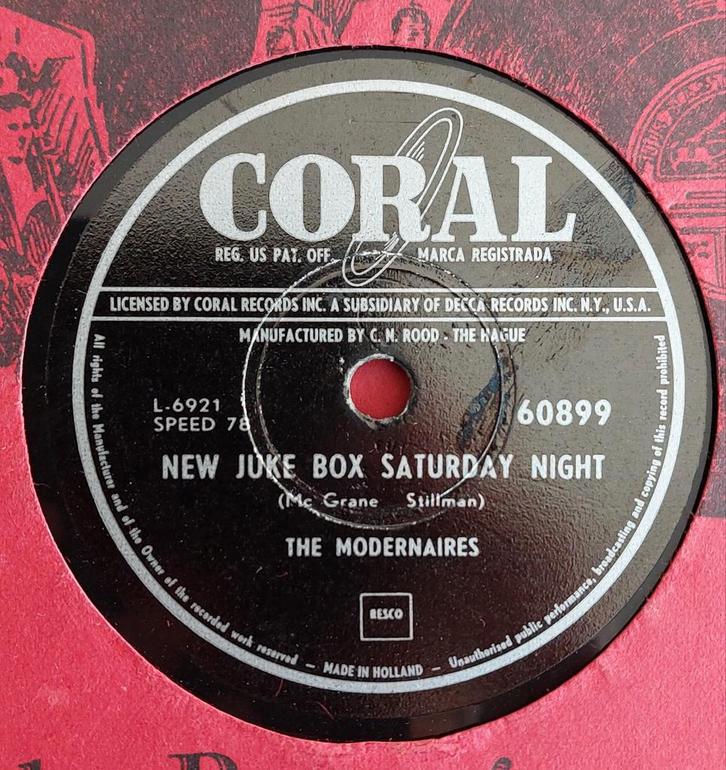 CORAL
REG. US PAT. OFF. MARCA REGISTRADA
LICENSED BY CORAL RECORDS INC. A SUBSIDIARY OF DECCA RECORDS INC. N.Y., U.S.A.
MANUFACTURED BY C. N. ROOD - THE HAGUE
L-6921
SPEED 78
60899
NEW JUKE BOX SATURDAY NIGHT
(Mc Grane Stillman)
THE MODERNAIRES
RESCO
All rights of the Manufactures and of the Owner of the recorded work reserved — MADE IN HOLLAND — Unauthorised public performance, broadcasting and copying of this record prohibited